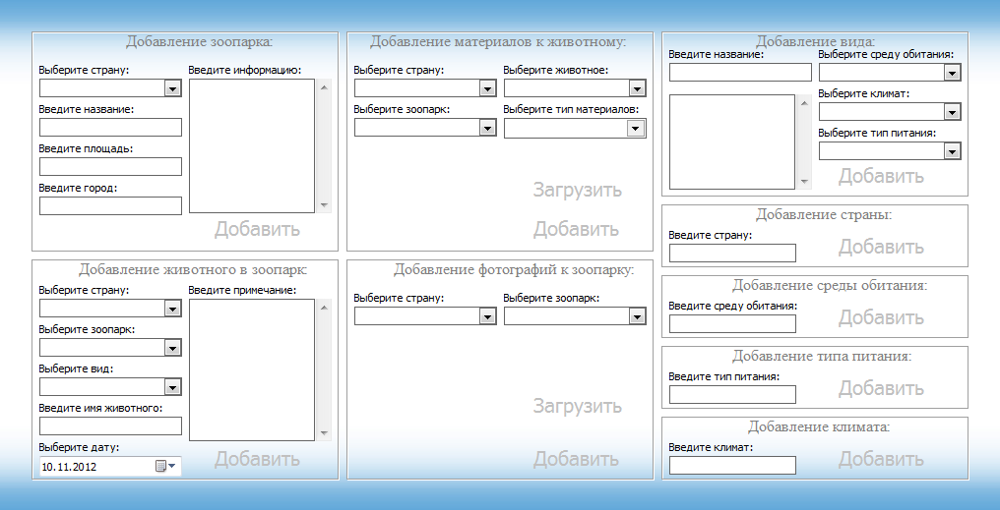 Добавление зоопарка:
Выберите страну:
Введите информацию:
Введите название:
Введите площадь:
Введите город:
Добавить
Добавление материалов к животному:
Выберите страну:
Выберите животное:
Выберите зоопарк:
Выберите тип материалов:
Загрузить
Добавить
Добавление вида:
Введите название:
Выберите среду обитания:
Выберите климат:
Выберите тип питания:
Добавить
Добавление страны:
Введите страну:
Добавить
Добавление животного в зоопарк:
Выберите страну:
Введите примечание:
Выберите зоопарк:
Выберите вид:
Введите имя животного:
Выберите дату:
10.11.2012
Добавить
Добавление фотографий к зоопарку:
Выберите страну:
Выберите зоопарк:
Загрузить
Добавить
Добавление среды обитания:
Введите среду обитания:
Добавить
Добавление типа питания:
Введите тип питания:
Добавить
Добавление климата:
Введите климат:
Добавить